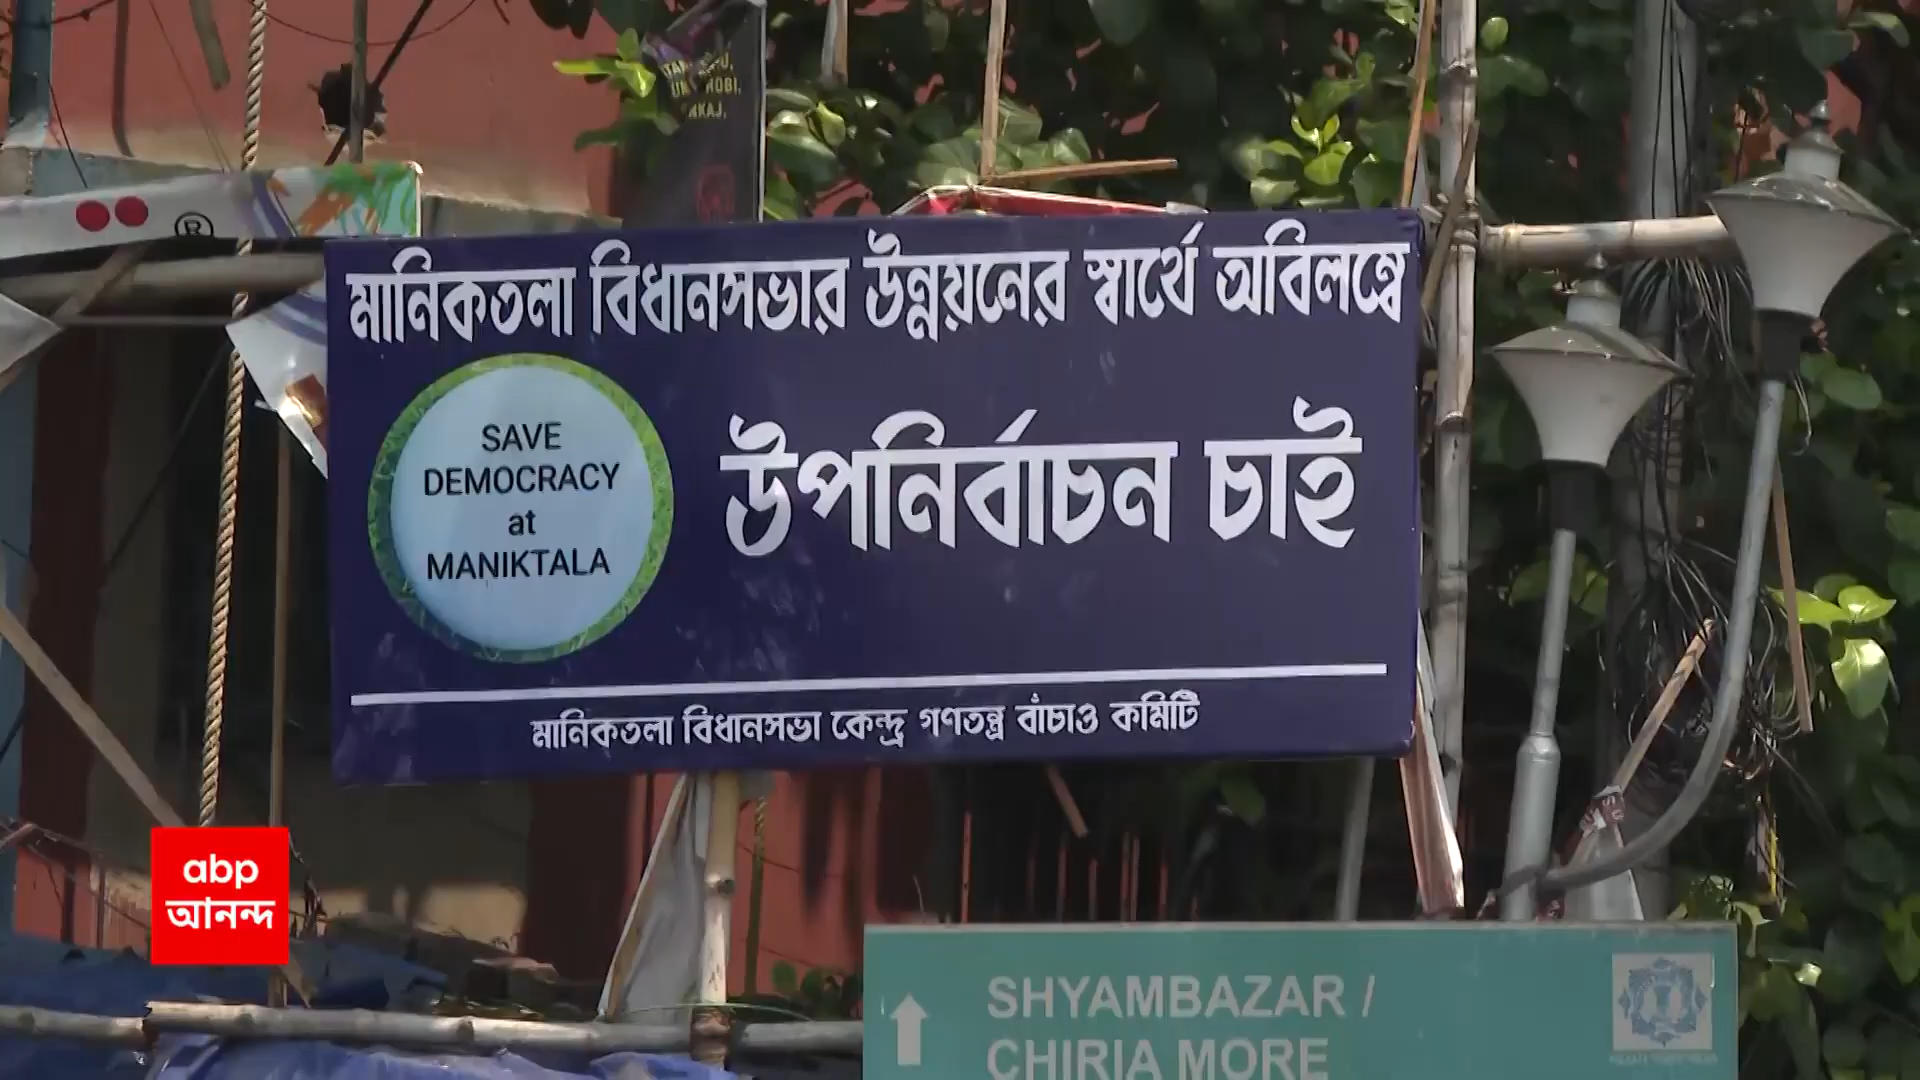 ®
মানিকতলা বিধানসভার উন্নয়নের স্বার্থে অবিলম্বে
SAVE
DEMOCRACY
at
MANIKTALA
উপনির্বাচন চাই
মানিকতলা বিধানসভা কেন্দ্র গণতন্ত্র বাঁচাও কমিটি
abp
আনন্দ
SHYAMBAZAR /
CHIRIA MORE